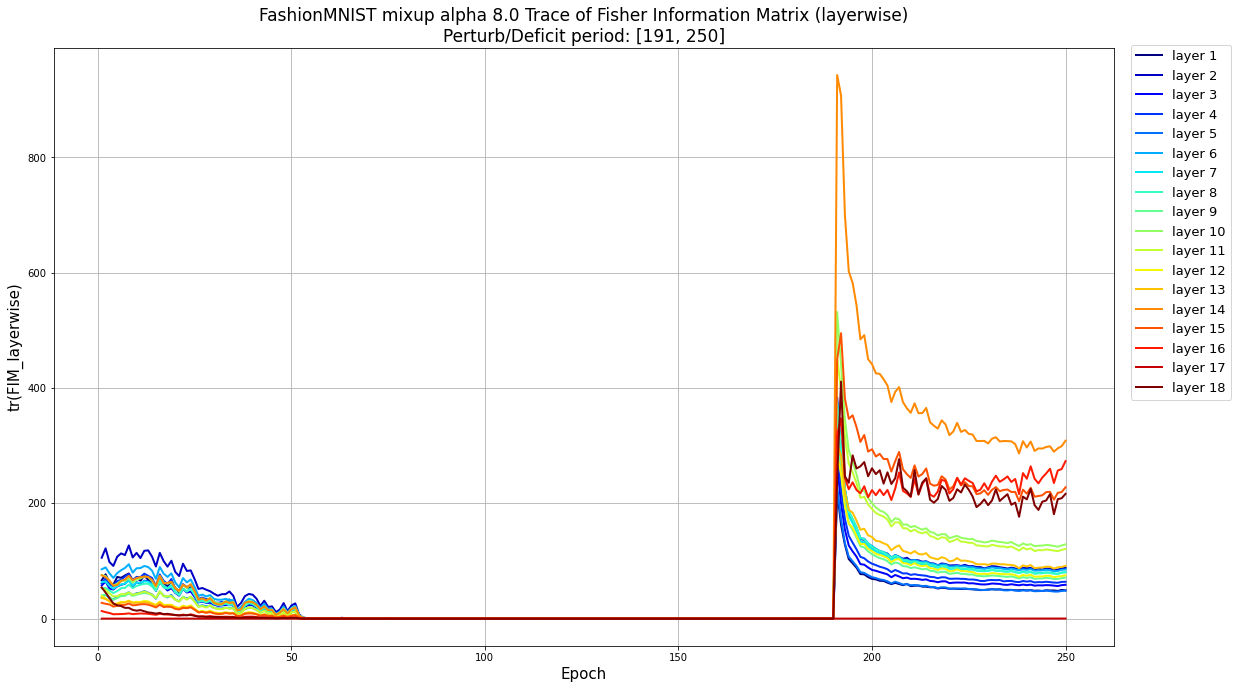 FashionMNIST mixup alpha 8.0 Trace of Fisher Information Matrix (layerwise)
Perturb/Deficit period: [191, 250]
tr(FIM_layerwise)
800
600
400
200
0
0 50 100 150 200 250
Epoch
layer 1
layer 2
layer 3
layer 4
layer 5
layer 6
layer 7
layer 8
layer 9
layer 10
layer 11
layer 12
layer 13
layer 14
layer 15
layer 16
layer 17
layer 18